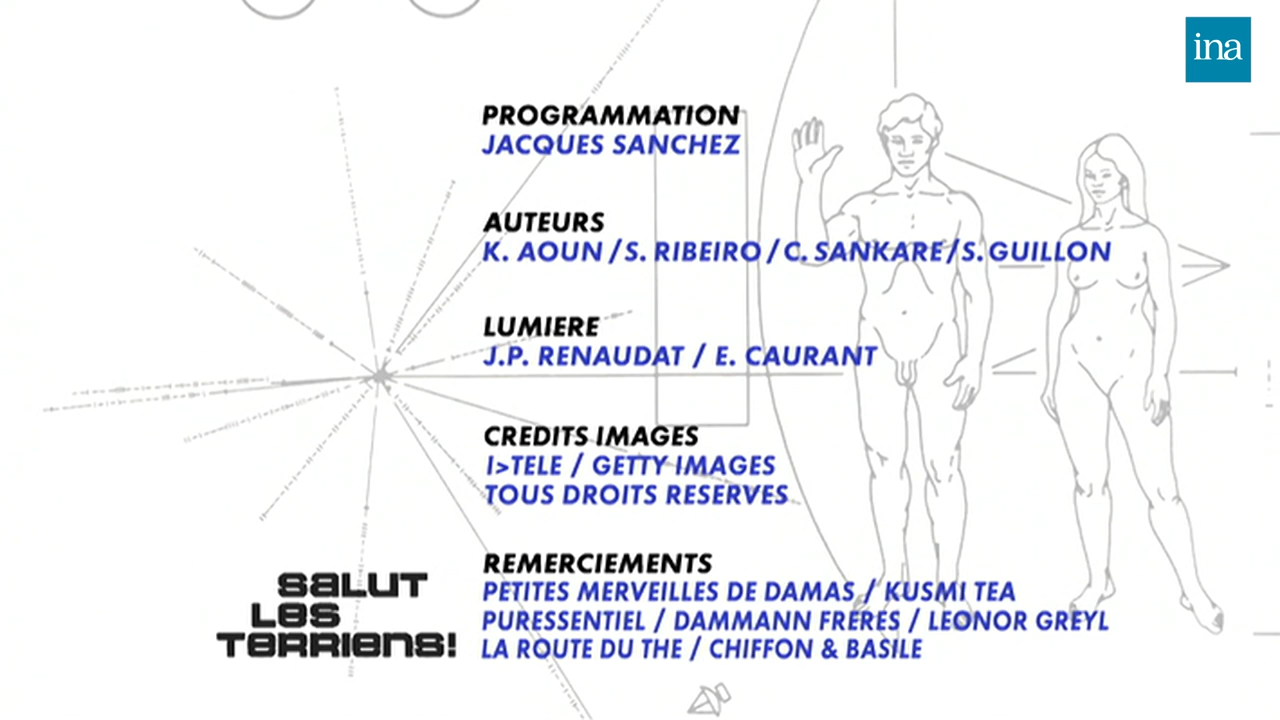 ina
PROGRAMMATION
JACQUES SANCHEZ
AUTEURS
K. AOUN / S. RIBEIRO / C. SANKARE / S. GUILLON
LUMIERE
J.P. RENAUDAT / E. CAURANT
CREDITS IMAGES
I>TELE / GETTY IMAGES
TOUS DROITS RESERVES
REMERCIEMENTS
PETITES MERVEILLES DE DAMAS / KUSMI TEA
PURESSENTIEL / DAMMANN FRERES / LEONOR GREYL
LA ROUTE DU THE / CHIFFON & BASILE
SALUT
LES
TERRIENS!